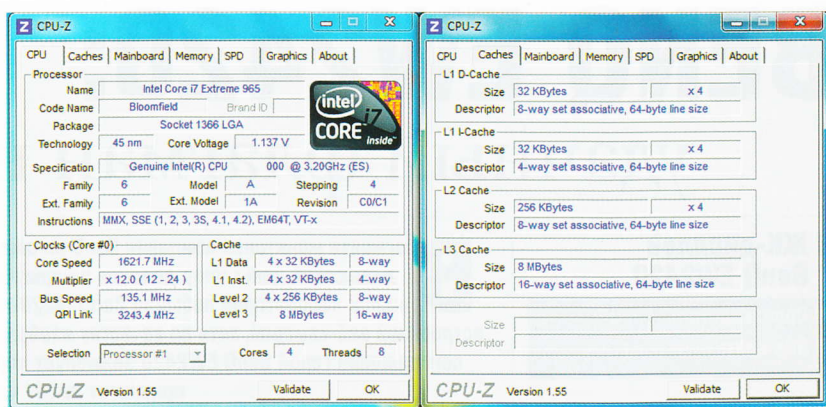 CPU-Z
CPU Caches Mainboard Memory SPD Graphics About
Processor
Name Intel Core i7 Extreme 965
Code Name Bloomfield Brand ID
Package Socket 1366 LGA
Technology 45 nm Core Voltage 1.137 V
intel
CORE i7
inside
Specification Genuine Intel(R) CPU 000 @ 3.20GHz (ES)
Family 6 Model A Stepping 4
Ext. Family 6 Ext. Model 1A Revision C0/C1
Instructions MMX, SSE (1, 2, 3, 3S, 4.1, 4.2), EM64T, VT-x
Clocks (Core #0)
Core Speed 1621.7 MHz
Multiplier x 12.0 ( 12 - 24 )
Bus Speed 135.1 MHz
QPI Link 3243.4 MHz
Cache
L1 Data 4 x 32 KBytes 8-way
L1 Inst. 4 x 32 KBytes 4-way
Level 2 4 x 256 KBytes 8-way
Level 3 8 MBytes 16-way
Selection Processor #1 Cores 4 Threads 8
CPU-Z Version 1.55 Validate OK
CPU-Z
CPU Caches Mainboard Memory SPD Graphics About
L1 D-Cache
Size 32 KBytes x 4
Descriptor 8-way set associative, 64-byte line size
L1 I-Cache
Size 32 KBytes x 4
Descriptor 4-way set associative, 64-byte line size
L2 Cache
Size 256 KBytes x 4
Descriptor 8-way set associative, 64-byte line size
L3 Cache
Size 8 MBytes
Descriptor 16-way set associative, 64-byte line size
Size
Descriptor
CPU-Z Version 1.55 Validate OK